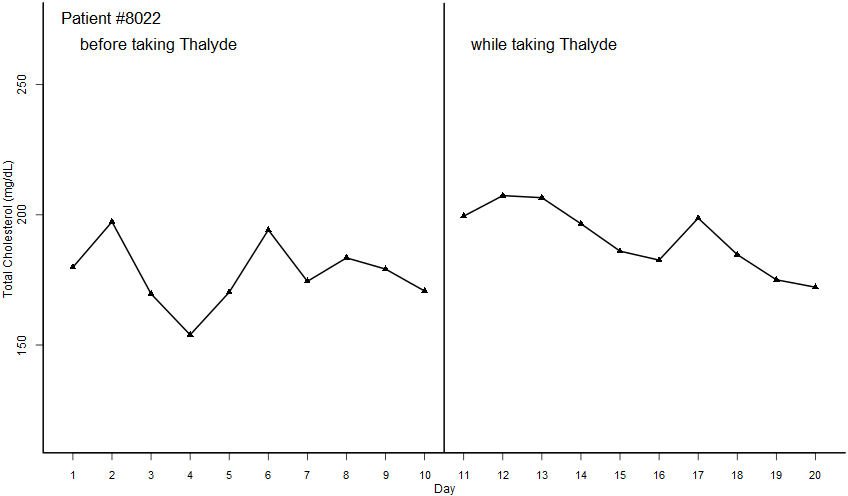 Patient #8022
before taking Thalyde
while taking Thalyde
Total Cholesterol (mg/dL)
250
200
150
1 2 3 4 5 6 7 8 9 10 11 12 13 14 15 16 17 18 19 20
Day